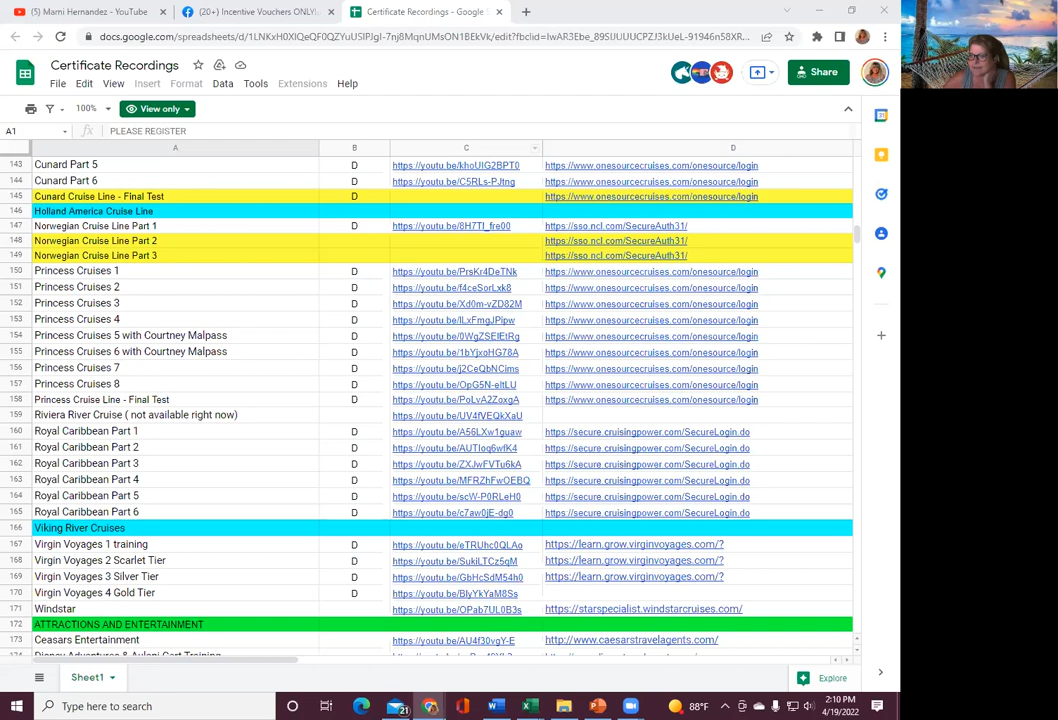 (5) Marni Hernandez - YouTube
(20+) Incentive Vouchers ONLY!
Certificate Recordings - Google S
docs.google.com/spreadsheets/d/1LNKxH0XIQeQF0QZYuUSIPJgI-7nj8MqnUMsON1BEkVk/edit?fbclid=IwAR3Ebe_89SIJUUUCPZJ3kUeL-91946n58XR...
Certificate Recordings
File Edit View Insert Format Data Tools Extensions Help
Share
100% View only
A1 fx PLEASE REGISTER
A B C D
143 Cunard Part 5 D https://youtu.be/khoUIG2BPT0 https://www.onesourcecruises.com/onesource/login
144 Cunard Part 6 D https://youtu.be/C5RLs-PJtng https://www.onesourcecruises.com/onesource/login
145 Cunard Cruise Line - Final Test D https://www.onesourcecruises.com/onesource/login
146 Holland America Cruise Line
147 Norwegian Cruise Line Part 1 D https://youtu.be/8H7Tl_fre00 https://sso.ncl.com/SecureAuth31/
148 Norwegian Cruise Line Part 2 https://sso.ncl.com/SecureAuth31/
149 Norwegian Cruise Line Part 3 https://sso.ncl.com/SecureAuth31/
150 Princess Cruises 1 D https://youtu.be/PrsKr4DeTNk https://www.onesourcecruises.com/onesource/login
151 Princess Cruises 2 D https://youtu.be/f4ceSorLxk8 https://www.onesourcecruises.com/onesource/login
152 Princess Cruises 3 D https://youtu.be/Xd0m-vZD82M https://www.onesourcecruises.com/onesource/login
153 Princess Cruises 4 D https://youtu.be/lLxFmgJPipw https://www.onesourcecruises.com/onesource/login
154 Princess Cruises 5 with Courtney Malpass D https://youtu.be/0WgZSEfEtRg https://www.onesourcecruises.com/onesource/login
155 Princess Cruises 6 with Courtney Malpass D https://youtu.be/1bYjxoHG78A https://www.onesourcecruises.com/onesource/login
156 Princess Cruises 7 D https://youtu.be/j2CeQbNCims https://www.onesourcecruises.com/onesource/login
157 Princess Cruises 8 D https://youtu.be/OpG5N-eltLU https://www.onesourcecruises.com/onesource/login
158 Princess Cruise Line - Final Test D https://youtu.be/PoLvA2ZoxgA https://www.onesourcecruises.com/onesource/login
159 Riviera River Cruise ( not available right now) https://youtu.be/UV4fVEQkXaU
160 Royal Caribbean Part 1 D https://youtu.be/A56LXw1guaw https://secure.cruisingpower.com/SecureLogin.do
161 Royal Caribbean Part 2 D https://youtu.be/AUTloq6wfK4 https://secure.cruisingpower.com/SecureLogin.do
162 Royal Caribbean Part 3 D https://youtu.be/ZXJwFVTu6kA https://secure.cruisingpower.com/SecureLogin.do
163 Royal Caribbean Part 4 D https://youtu.be/MFRZhFwOEBQ https://secure.cruisingpower.com/SecureLogin.do
164 Royal Caribbean Part 5 D https://youtu.be/scW-P0RLeH0 https://secure.cruisingpower.com/SecureLogin.do
165 Royal Caribbean Part 6 D https://youtu.be/c7aw0jE-dg0 https://secure.cruisingpower.com/SecureLogin.do
166 Viking River Cruises
167 Virgin Voyages 1 training D https://youtu.be/eTRUhc0QLAo https://learn.grow.virginvoyages.com/?
168 Virgin Voyages 2 Scarlet Tier D https://youtu.be/SukiLTCz5qM https://learn.grow.virginvoyages.com/?
169 Virgin Voyages 3 Silver Tier D https://youtu.be/GbHcSdM54h0 https://learn.grow.virginvoyages.com/?
170 Virgin Voyages 4 Gold Tier D https://youtu.be/BlyYkYaM8Ss
171 Windstar https://youtu.be/OPab7UL0B3s https://starspecialist.windstarcruises.com/
172 ATTRACTIONS AND ENTERTAINMENT
173 Ceasars Entertainment https://youtu.be/AU4f30vgY-E http://www.caesarstravelagents.com/
Sheet1
Explore
Type here to search
21
88°F
2:10 PM
4/19/2022